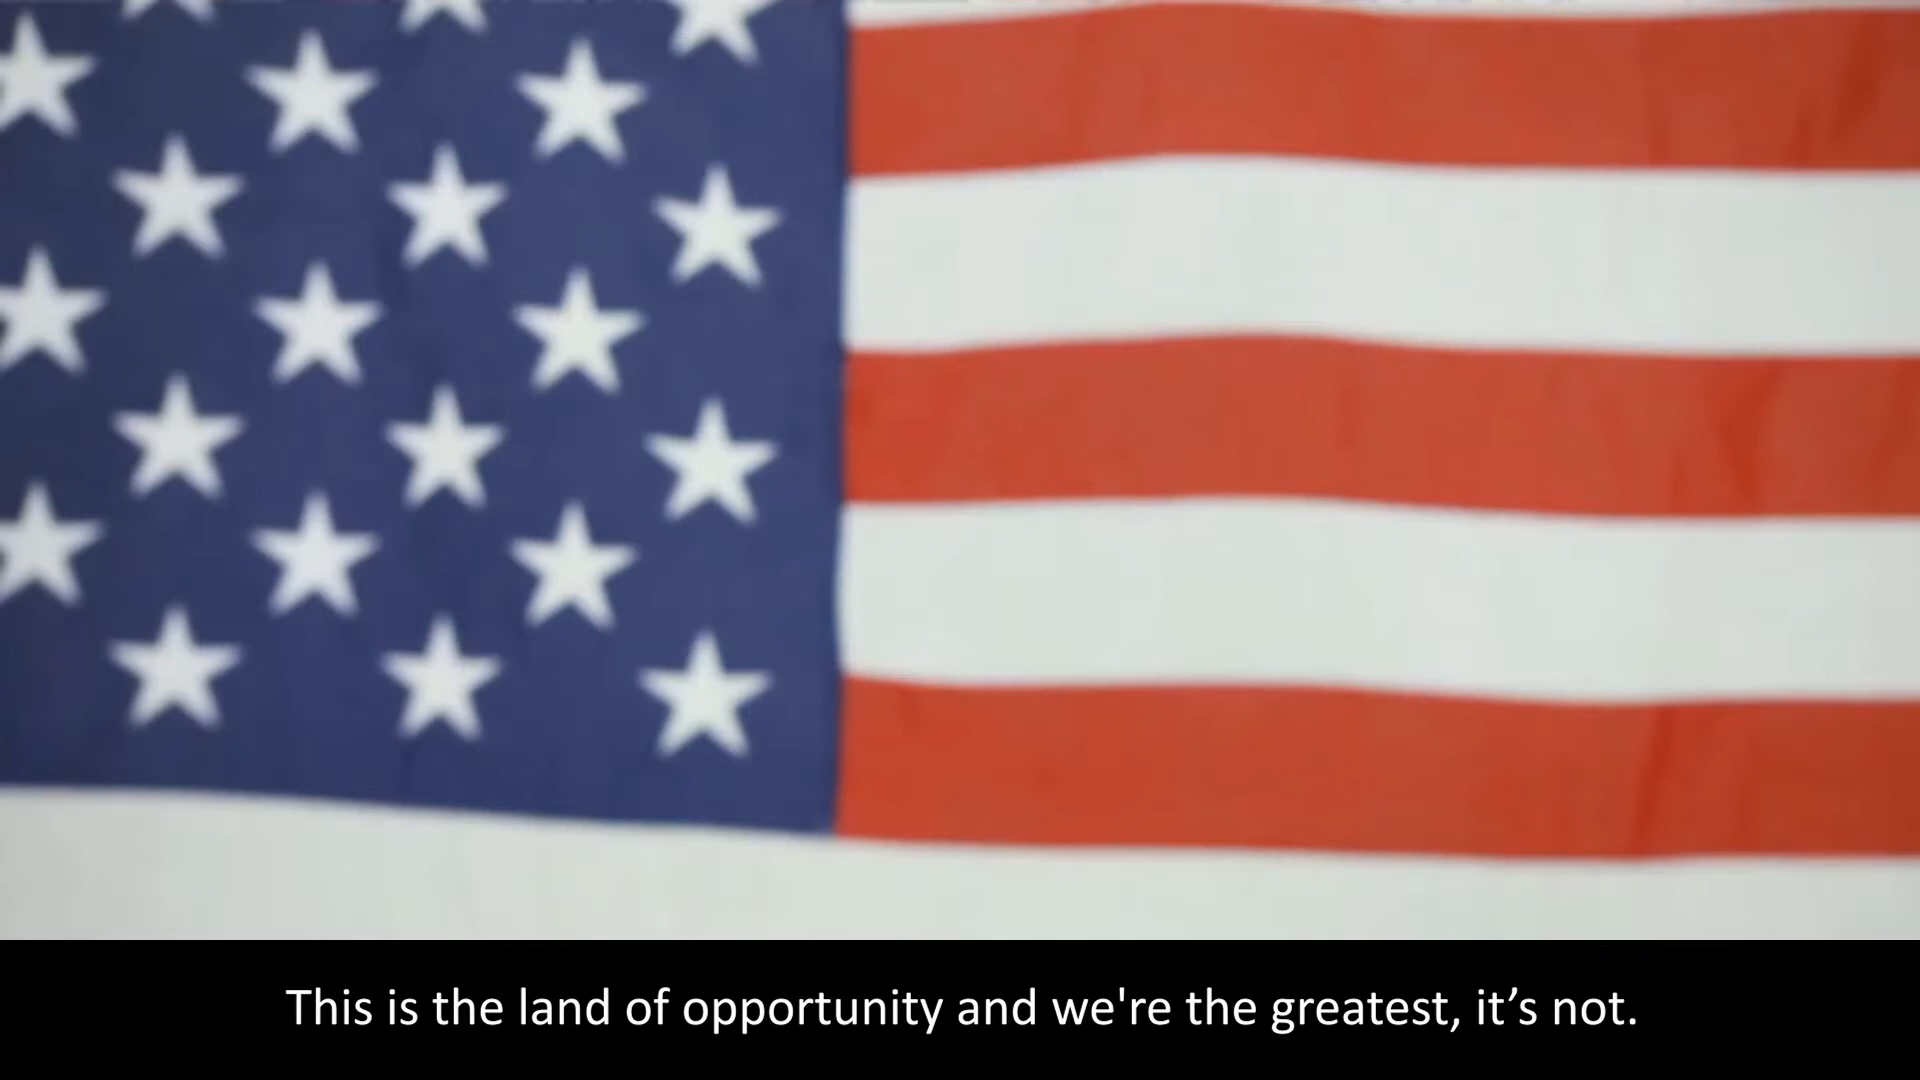 This is the land of opportunity and we're the greatest, it’s not.